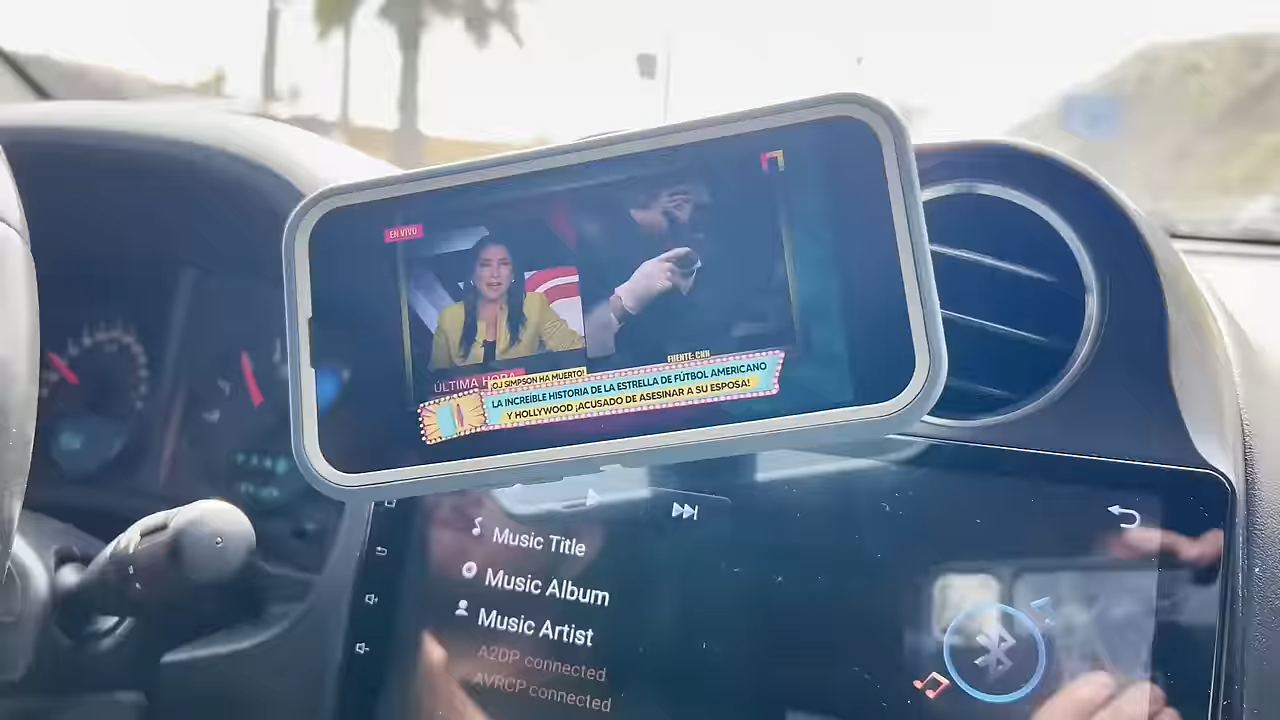 EN VIVO
FUENTE: CNN
ÚLTIMA HORA
¡OJ SIMPSON HA MUERTO!
LA INCREÍBLE HISTORIA DE LA ESTRELLA DE FÚTBOL AMERICANO
Y HOLLYWOOD ¡ACUSADO DE ASESINAR A SU ESPOSA!
Music Title
Music Album
Music Artist
A2DP connected
AVRCP connected